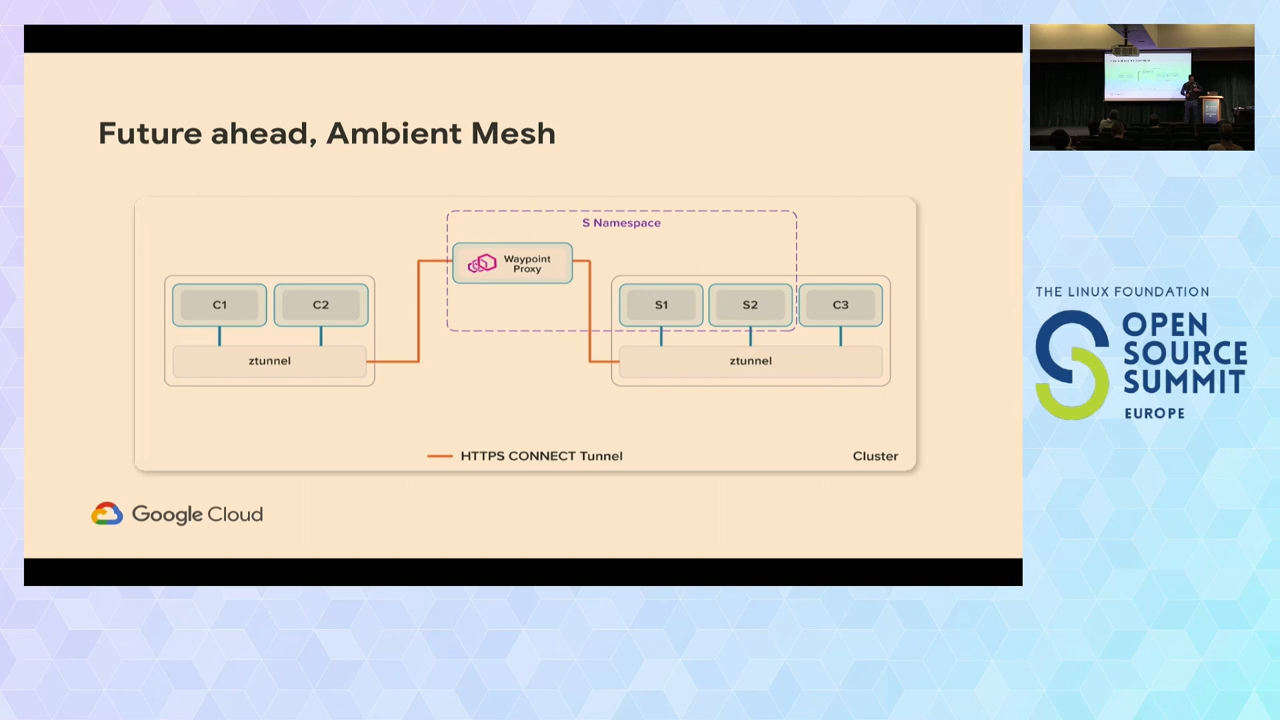 Future ahead, Ambient Mesh
S Namespace
Waypoint
Proxy
C1
C2
S1
S2
C3
ztunnel
ztunnel
HTTPS CONNECT Tunnel
Cluster
Google Cloud
THE LINUX FOUNDATION
OPEN
SOURCE
SUMMIT
EUROPE